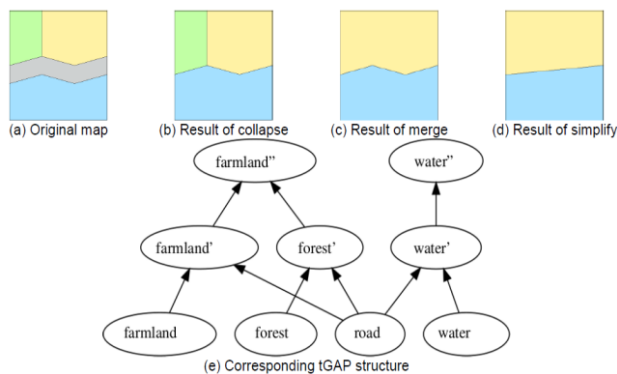 (a) Original map
(b) Result of collapse
(c) Result of merge
(d) Result of simplify
farmland”
water”
farmland’
forest’
water’
farmland
forest
road
water
(e) Corresponding tGAP structure